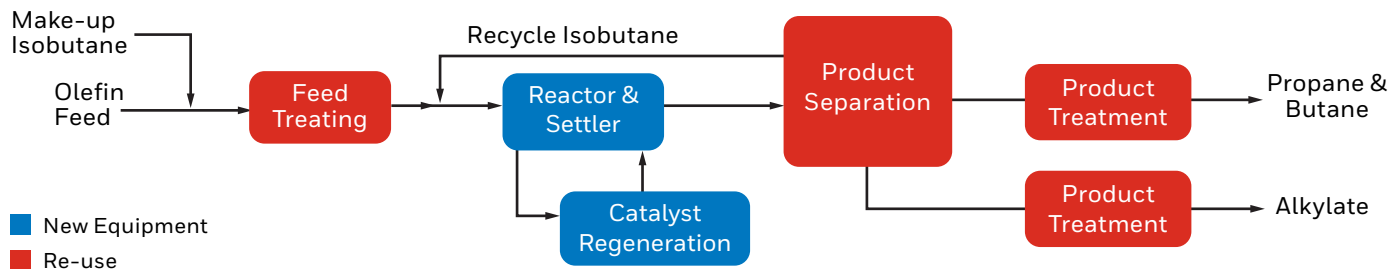 Make-up
Isobutane
Olefin
Feed
Feed
Treating
Recycle Isobutane
Reactor &
Settler
Catalyst
Regeneration
Product
Separation
Product
Treatment
Propane &
Butane
Product
Treatment
Alkylate
New Equipment
Re-use